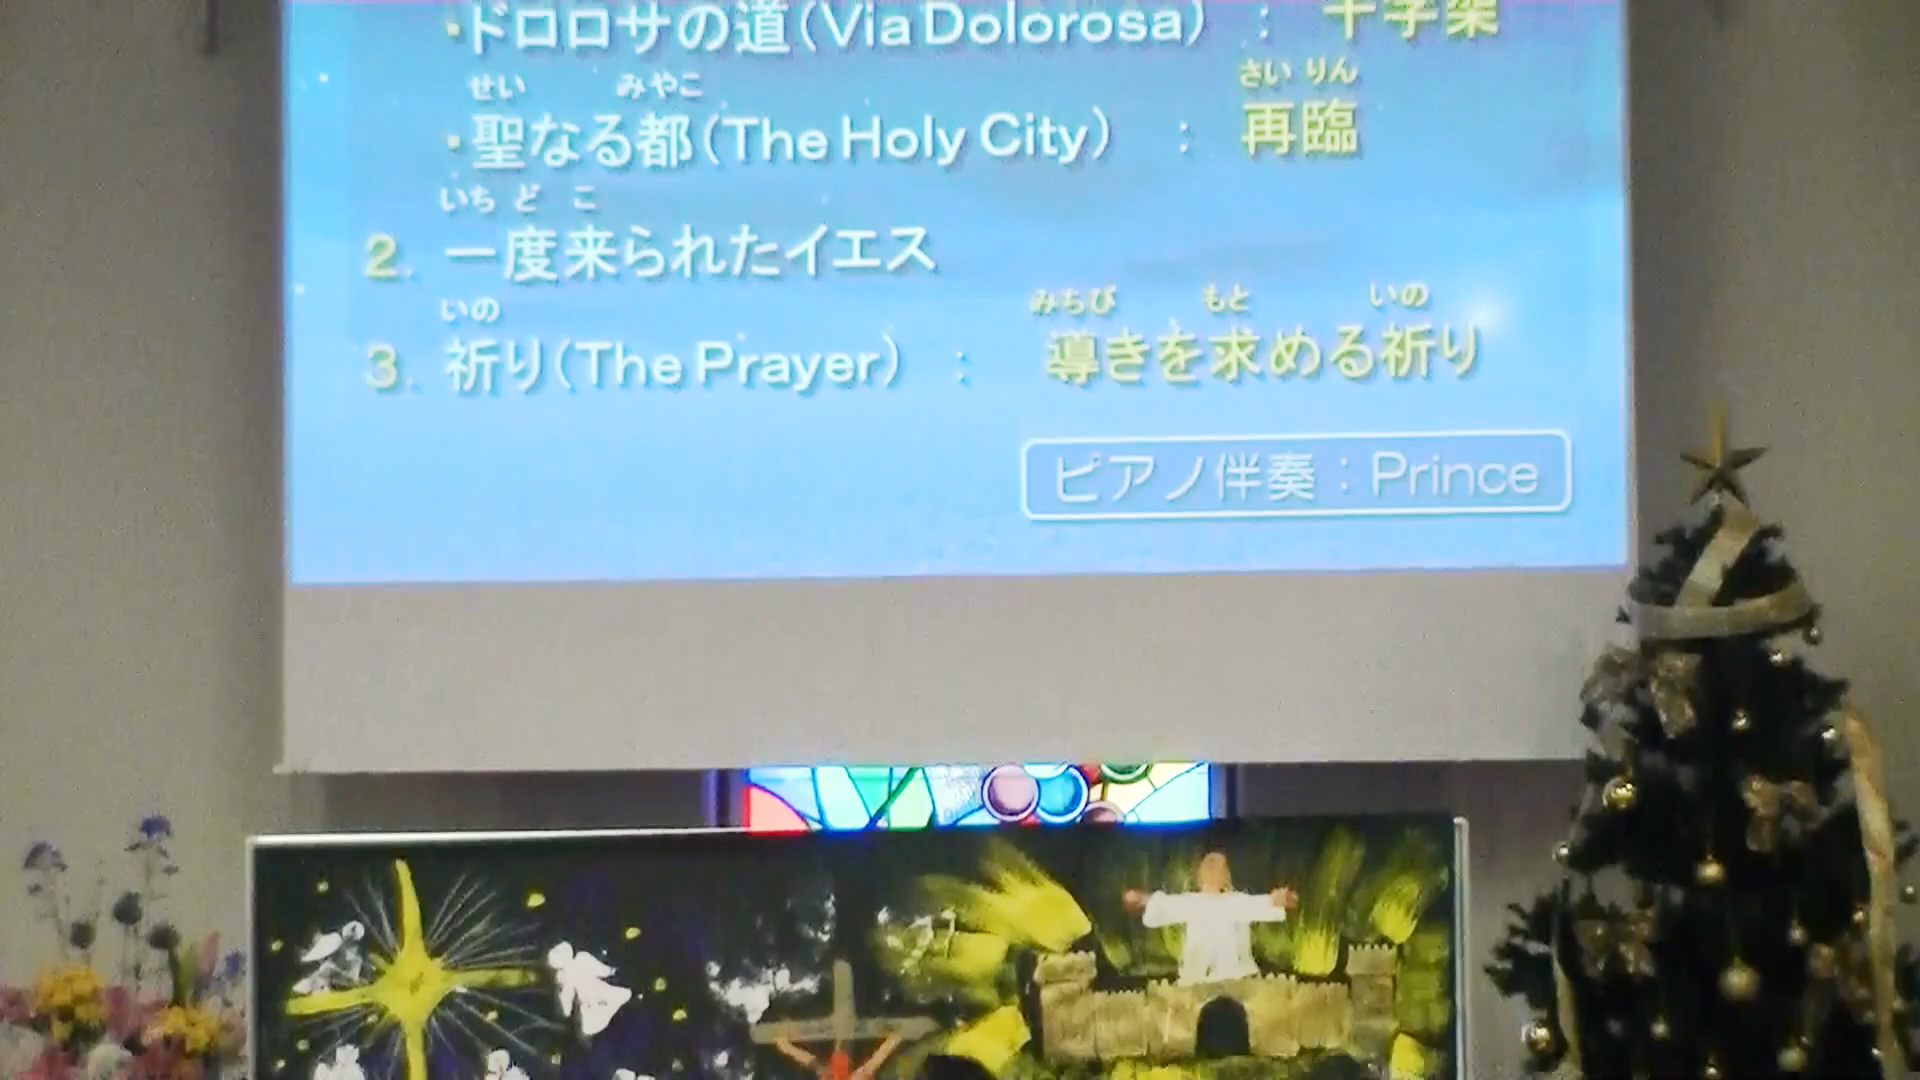 ・ドロロサの道(Via Dolorosa) : 十字架
せい みやこ さい りん
・聖なる都(The Holy City) : 再臨
いち ど こ
2. 一度来られたイエス
いの みちび もと いの
3. 祈り(The Prayer) : 導きを求める祈り
ピアノ伴奏:Prince